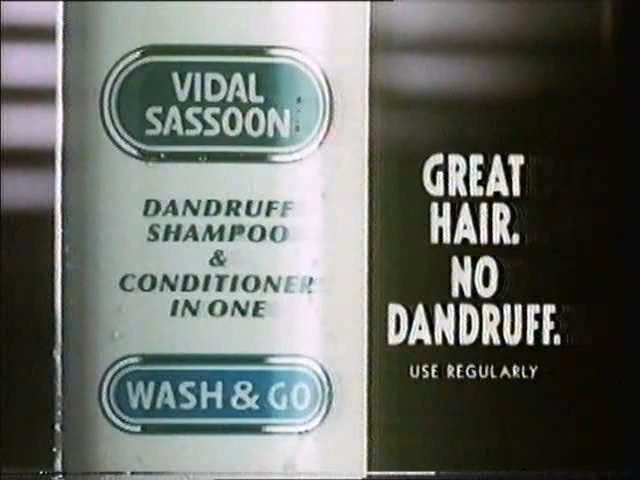 VIDAL
SASSOON
DANDRUFF
SHAMPOO
&
CONDITIONER
IN ONE
WASH & GO
GREAT
HAIR.
NO
DANDRUFF.
USE REGULARLY